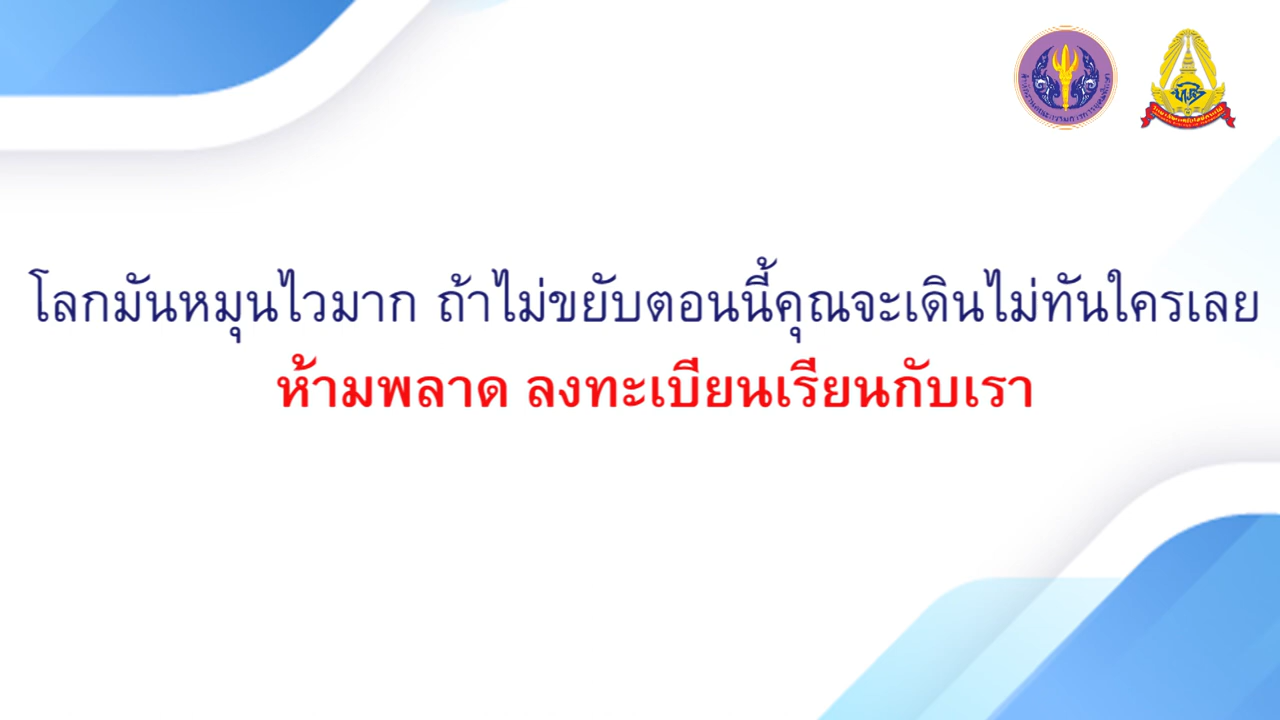 โลกมันหมุนไวมาก ถ้าไม่ขยับตอนนี้คุณจะเดินไม่ทันใครเลย
ห้ามพลาด ลงทะเบียนเรียนกับเรา